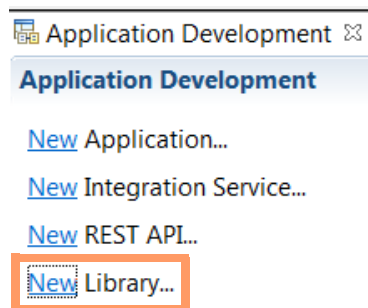 Application Development
Application Development
New Application...
New Integration Service...
New REST API...
New Library...